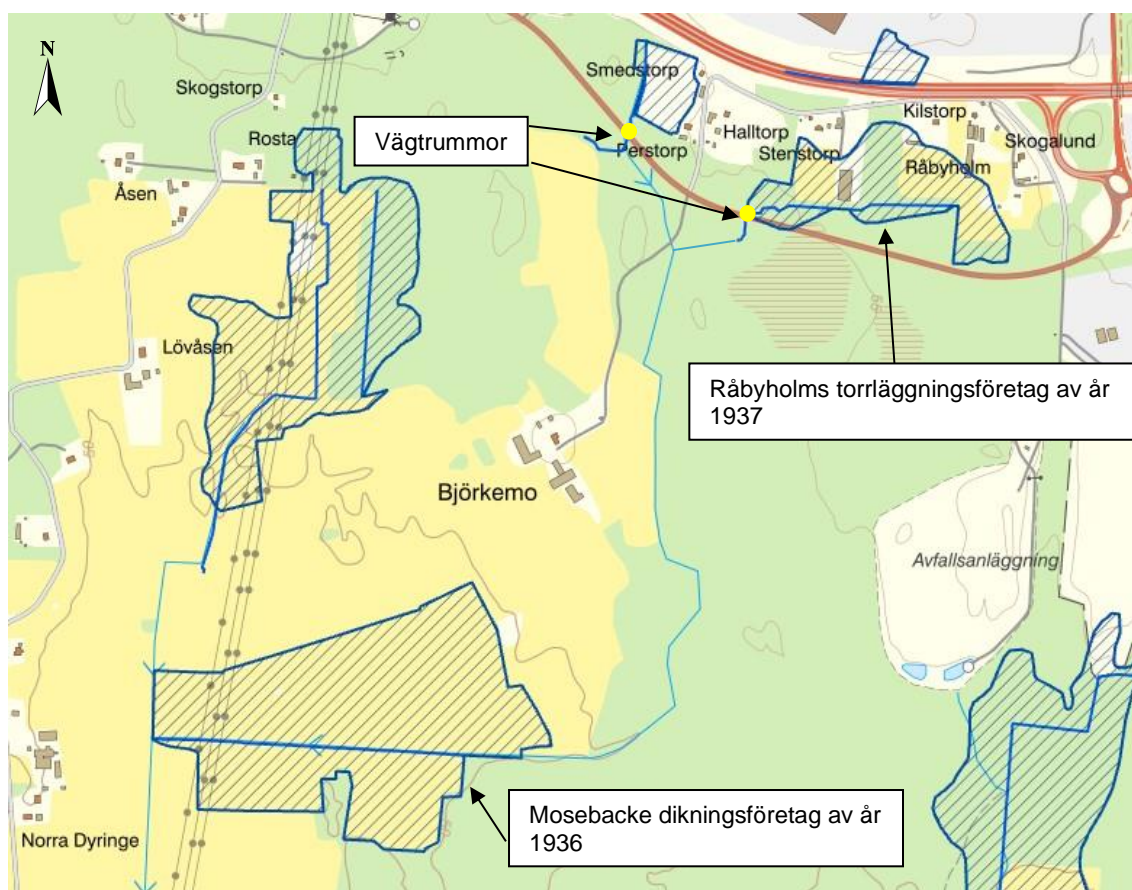 N
Skogstorp
Rosta
Åsen
Lövåsen
Vägtrummor
Smedstorp
Perstorp
Halltorp
Stenstorp
Kilstorp
Råbyholm
Skogalund
55
Råbyholms torrläggningsföretag av år
1937
Björkemo
Avfallsanläggning
Norra Dyringe
Mosebacke dikningsföretag av år
1936